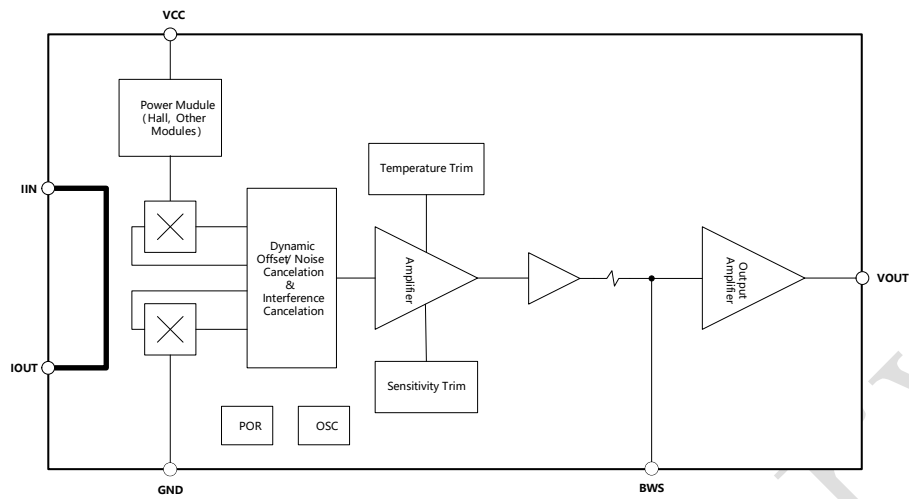 VCC
Power Mudule
(Hall, Other
Modules)
Temperature Trim
IIN
Dynamic
Offset/ Noise
Cancelation
&
Interference
Cancelation
Amplifier
Output
Amplifier
VOUT
IOUT
Sensitivity Trim
POR
OSC
GND
BWS